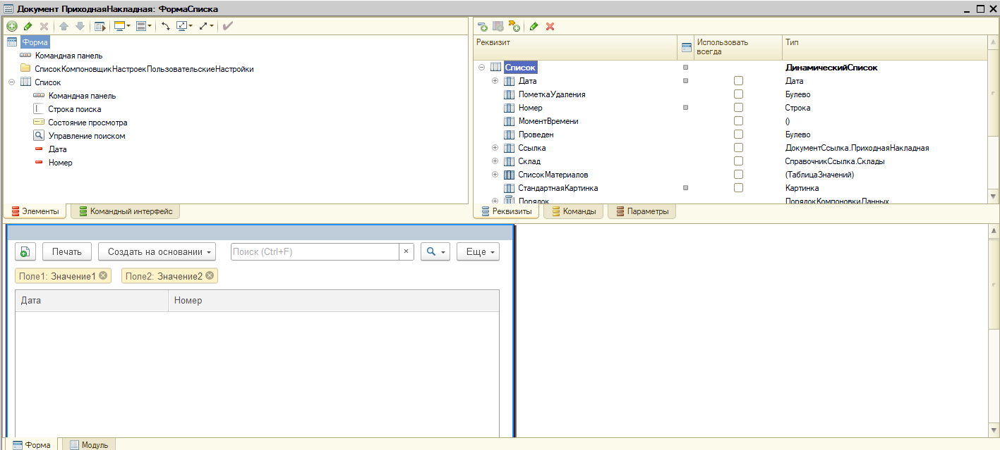 Документ ПриходнаяНакладная: ФормаСписка
Форма
Командная панель
СписокКомпоновщикНастроекПользовательскиеНастройки
Список
Командная панель
Строка поиска
Состояние просмотра
Управление поиском
Дата
Номер
Элементы
Командный интерфейс
Реквизит
Использовать
всегда
Тип
Список ДинамическийСписок
Дата Дата
ПометкаУдаления Булево
Номер Строка
МоментВремени ()
Проведен Булево
Ссылка ДокументСсылка.ПриходнаяНакладная
Склад СправочникСсылка.Склады
СписокМатериалов (ТаблицаЗначений)
СтандартнаяКартинка Картинка
Порядок ПорядокКомпоновкиДанных
Реквизиты
Команды
Параметры
Печать
Создать на основании
Поиск (Ctrl+F)
×
Еще
Поле1: Значение1
Поле2: Значение2
Дата
Номер
Форма
Модуль